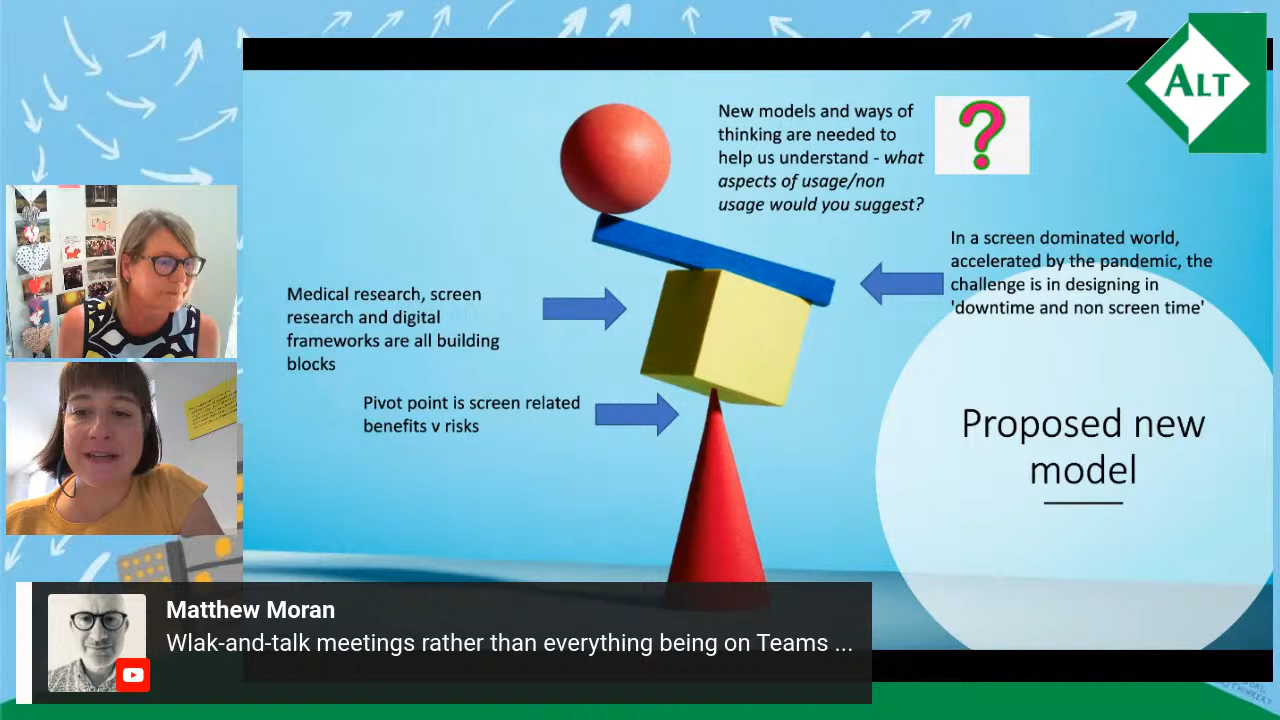 ALT
New models and ways of
thinking are needed to
help us understand - what
aspects of usage/non
usage would you suggest?
?
In a screen dominated world,
accelerated by the pandemic, the
challenge is in designing in
'downtime and non screen time'
Medical research, screen
research and digital
frameworks are all building
blocks
Pivot point is screen related
benefits v risks
Proposed new
model
Matthew Moran
Wlak-and-talk meetings rather than everything being on Teams ...